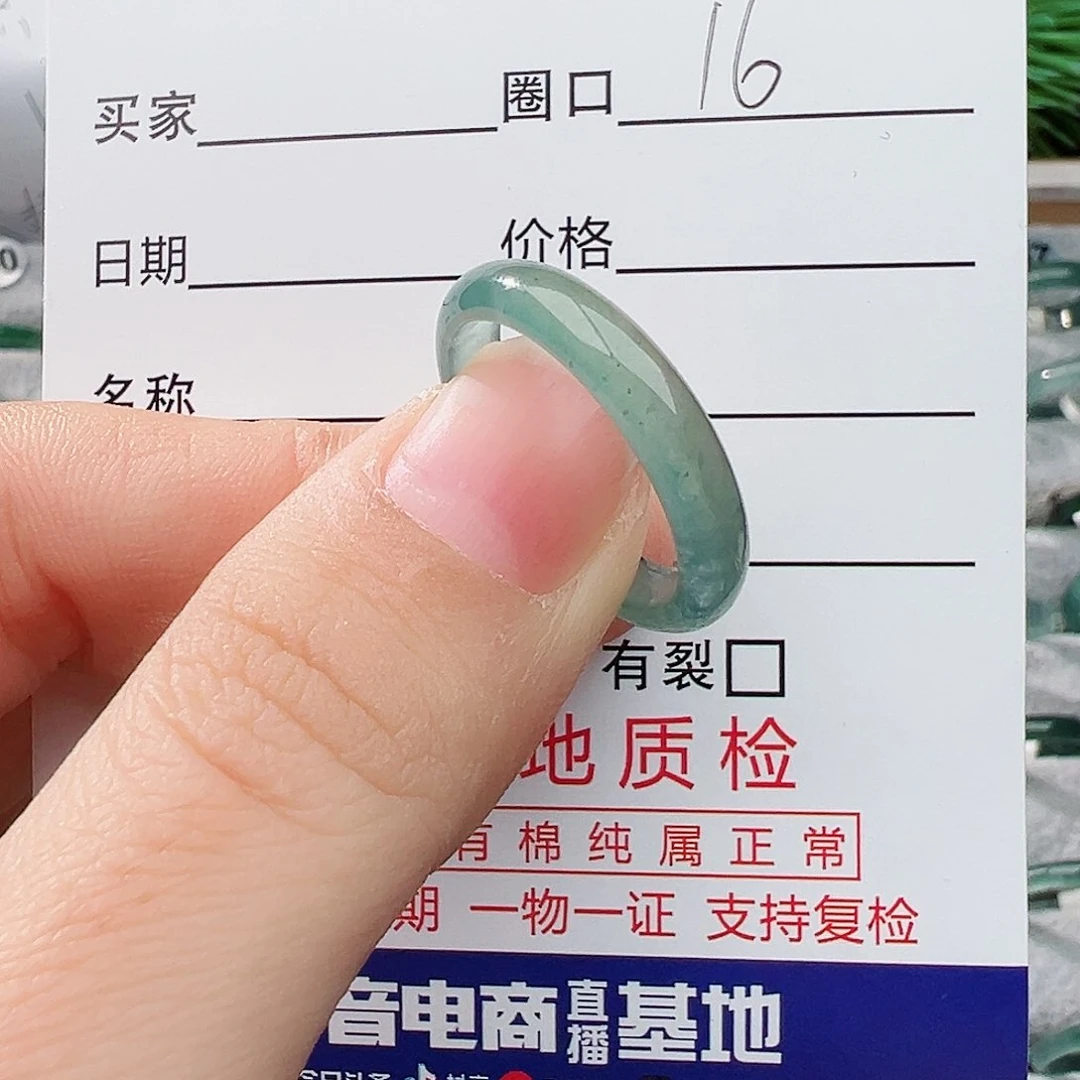 买家 圈口 16
日期 价格
名称
有裂
地质检
有棉纯属正常
期 一物一证 支持复检
音电商直播基地